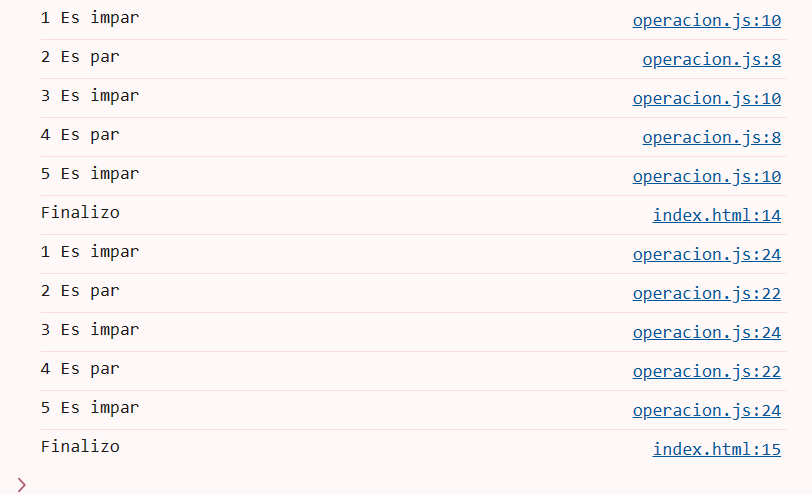 1 Es impar operacion.js:10
2 Es par operacion.js:8
3 Es impar operacion.js:10
4 Es par operacion.js:8
5 Es impar operacion.js:10
Finalizo index.html:14
1 Es impar operacion.js:24
2 Es par operacion.js:22
3 Es impar operacion.js:24
4 Es par operacion.js:22
5 Es impar operacion.js:24
Finalizo index.html:15